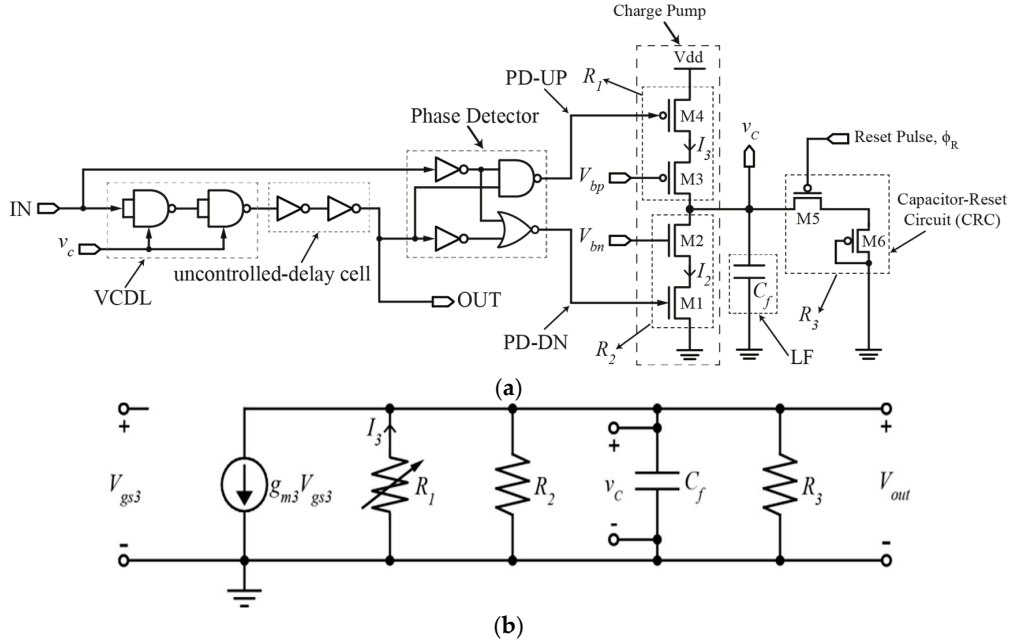 Charge Pump
Vdd
R1
PD-UP
Phase Detector
M4
I3
vC
Reset Pulse, ϕR
IN
Vbp
M3
M5
Capacitor-Reset
Circuit (CRC)
vc
Vbn
M2
M6
uncontrolled-delay cell
I2
Cf
VCDL
OUT
M1
R3
PD-DN
R2
LF
(a)
+
I3
+
+
Vgs3
gm3Vgs3
R1
R2
vC
Cf
R3
Vout
-
-
-
(b)